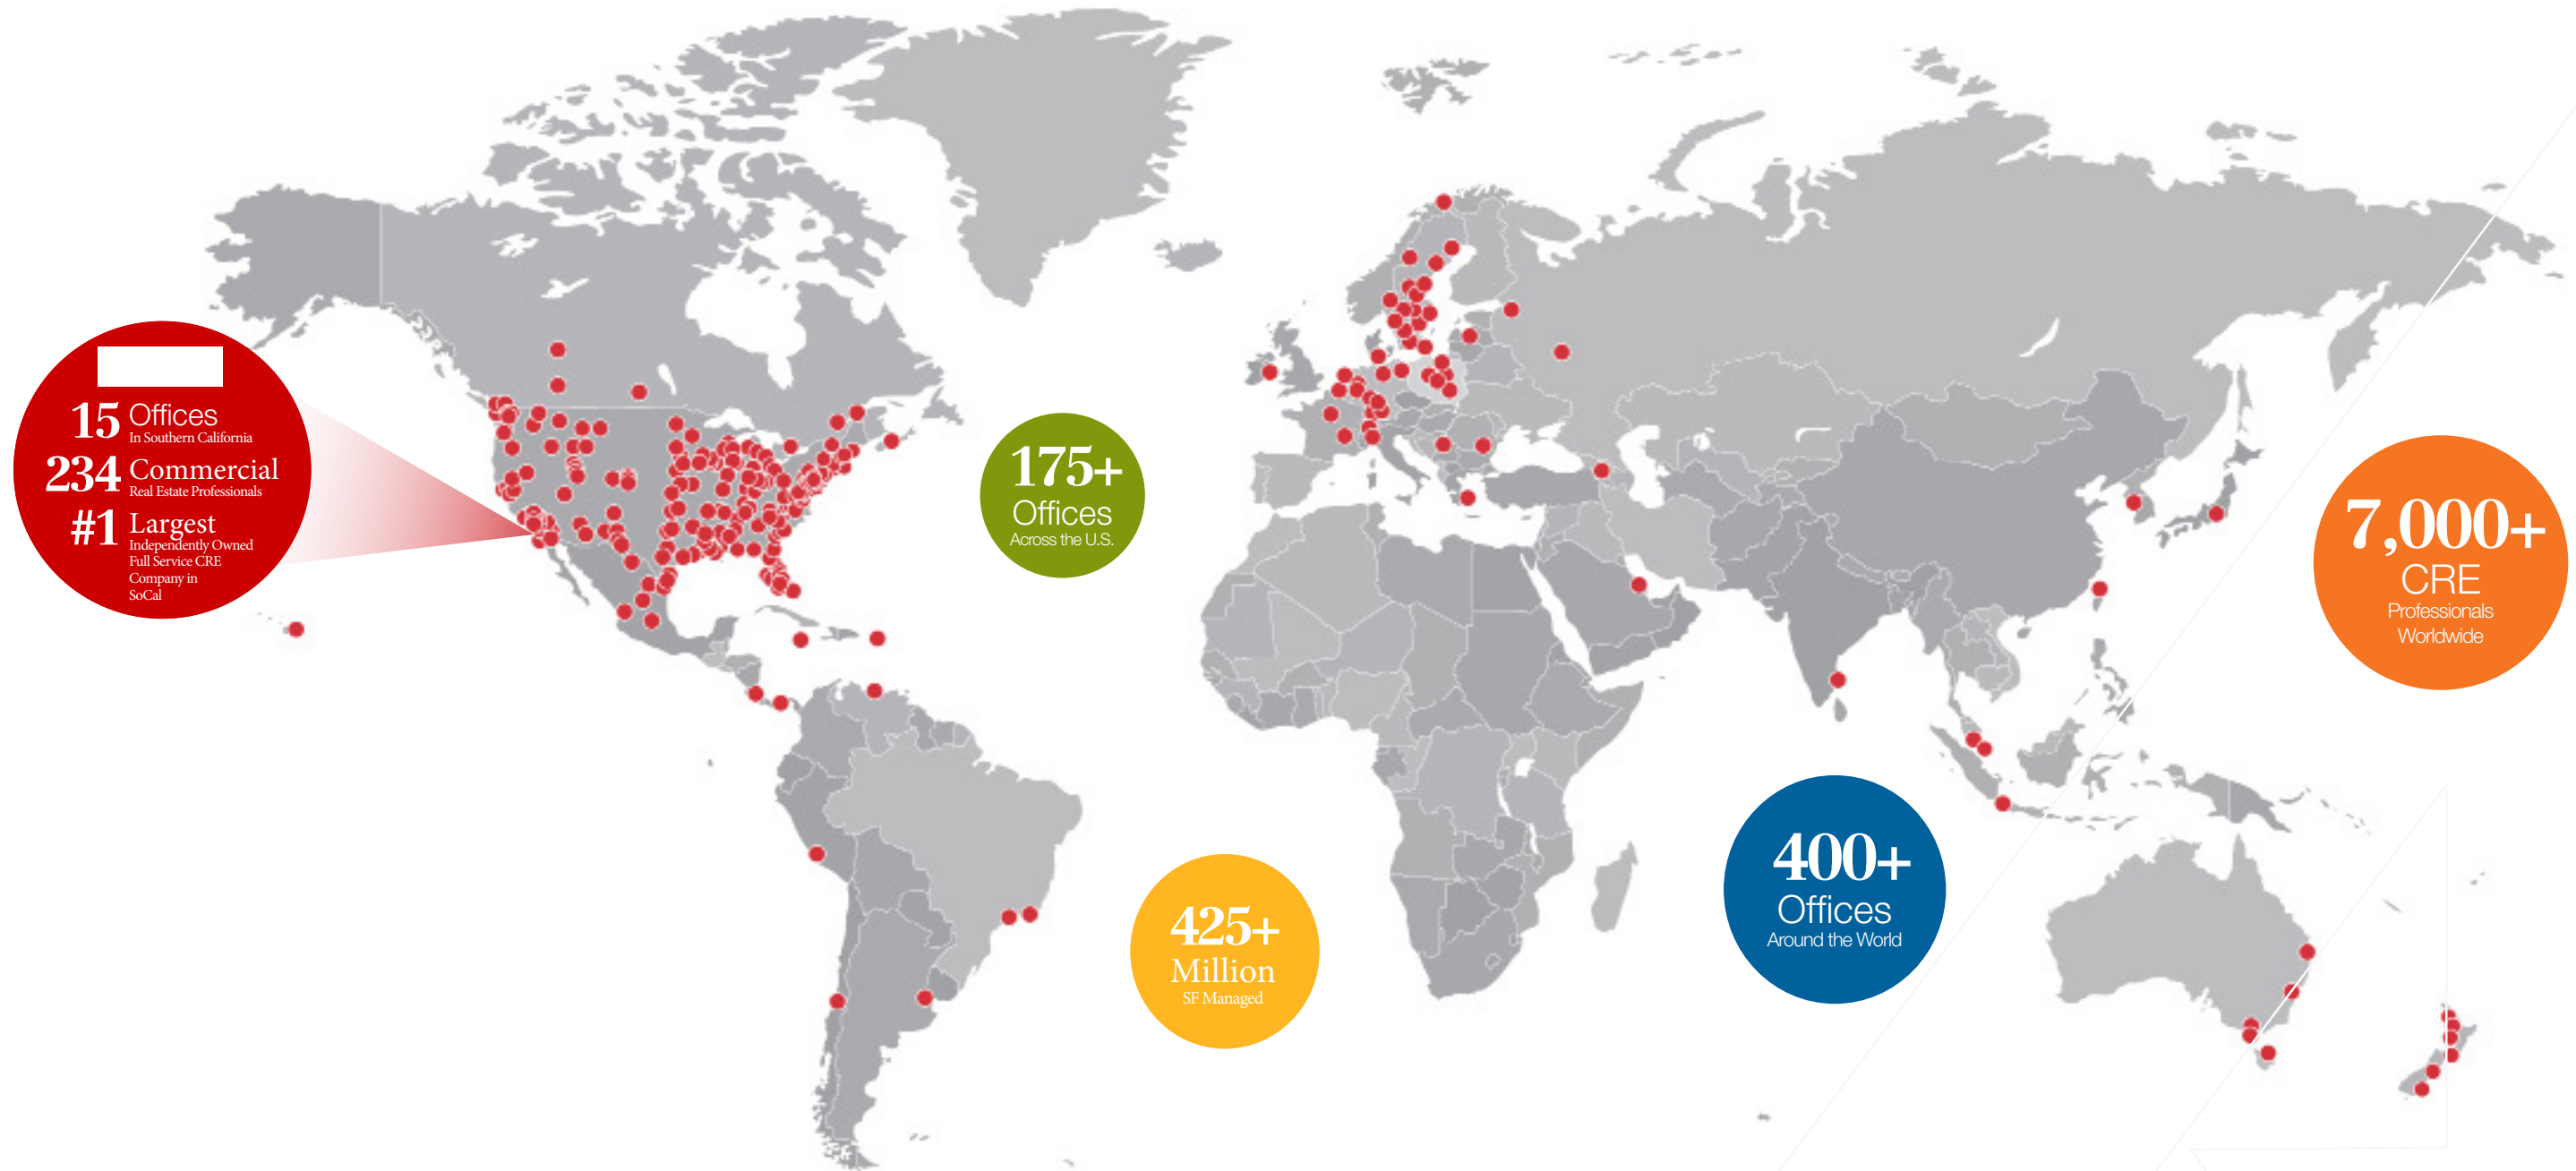 15 Offices
In Southern California
234 Commercial
Real Estate Professionals
#1 Largest
Independently Owned
Full Service CRE
Company in
SoCal
175+
Offices
Across the U.S.
425+
Million
SF Managed
400+
Offices
Around the World
7,000+
CRE
Professionals
Worldwide